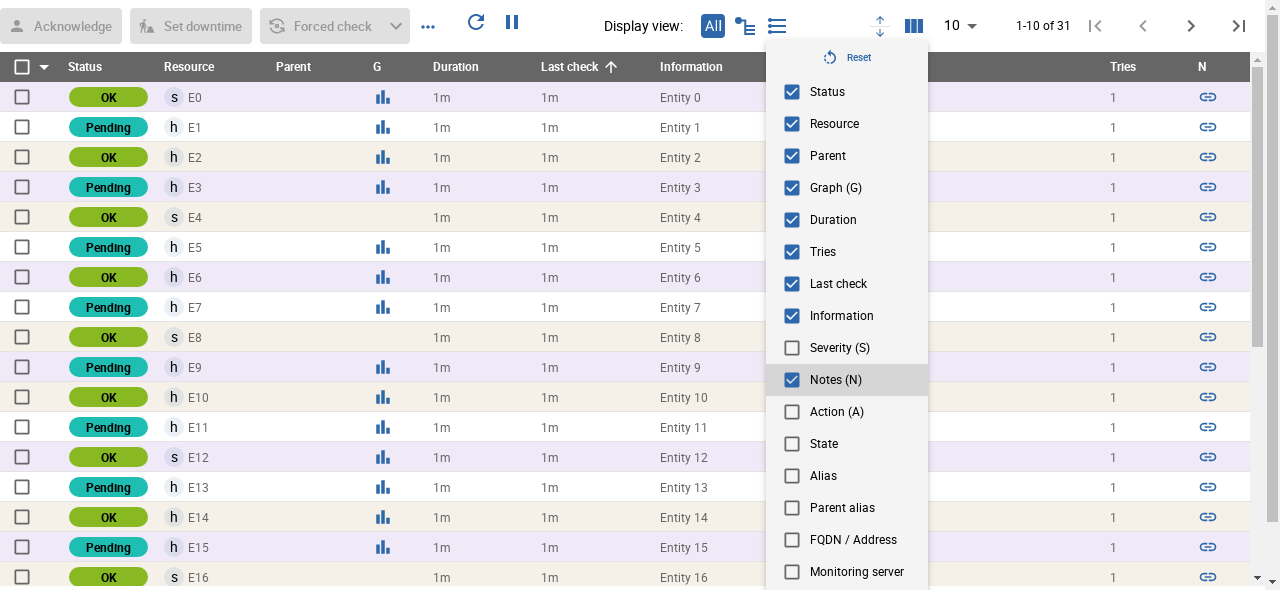 Acknowledge Set downtime Forced check Display view: All 10 1-10 of 31
Status Resource Parent G Duration Last check Information Tries N
Reset
Status
Resource
Parent
Graph (G)
Duration
Tries
Last check
Information
Severity (S)
Notes (N)
Action (A)
State
Alias
Parent alias
FQDN / Address
Monitoring server
OK s E0 1m 1m Entity 0 1
Pending h E1 1m 1m Entity 1 1
OK h E2 1m 1m Entity 2 1
Pending h E3 1m 1m Entity 3 1
OK s E4 1m 1m Entity 4 1
Pending h E5 1m 1m Entity 5 1
OK h E6 1m 1m Entity 6 1
Pending h E7 1m 1m Entity 7 1
OK s E8 1m 1m Entity 8 1
Pending h E9 1m 1m Entity 9 1
OK h E10 1m 1m Entity 10 1
Pending h E11 1m 1m Entity 11 1
OK s E12 1m 1m Entity 12 1
Pending h E13 1m 1m Entity 13 1
OK h E14 1m 1m Entity 14 1
Pending h E15 1m 1m Entity 15 1
OK s E16 1m 1m Entity 16 1